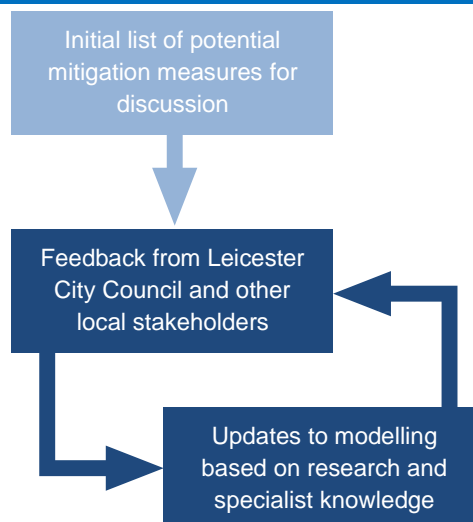 Initial list of potential
mitigation measures for
discussion
Feedback from Leicester
City Council and other
local stakeholders
Updates to modelling
based on research and
specialist knowledge